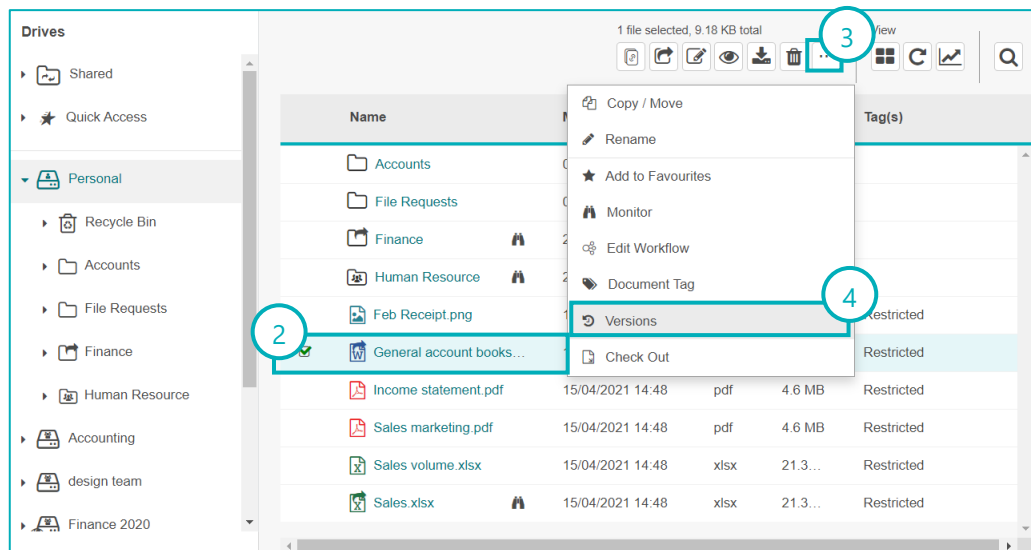 Drives
Shared
Quick Access
Personal
Recycle Bin
Accounts
File Requests
Finance
Human Resource
Accounting
design team
Finance 2020
1 file selected, 9.18 KB total
3
View
Name
Tag(s)
Accounts
File Requests
Finance
Human Resource
Feb Receipt.png
Restricted
2
General account books...
Restricted
Income statement.pdf 15/04/2021 14:48 pdf 4.6 MB Restricted
Sales marketing.pdf 15/04/2021 14:48 pdf 4.6 MB Restricted
Sales volume.xlsx 15/04/2021 14:48 xlsx 21.3... Restricted
Sales.xlsx 15/04/2021 14:48 xlsx 21.3... Restricted
Copy / Move
Rename
Add to Favourites
Monitor
Edit Workflow
Document Tag
4
Versions
Check Out